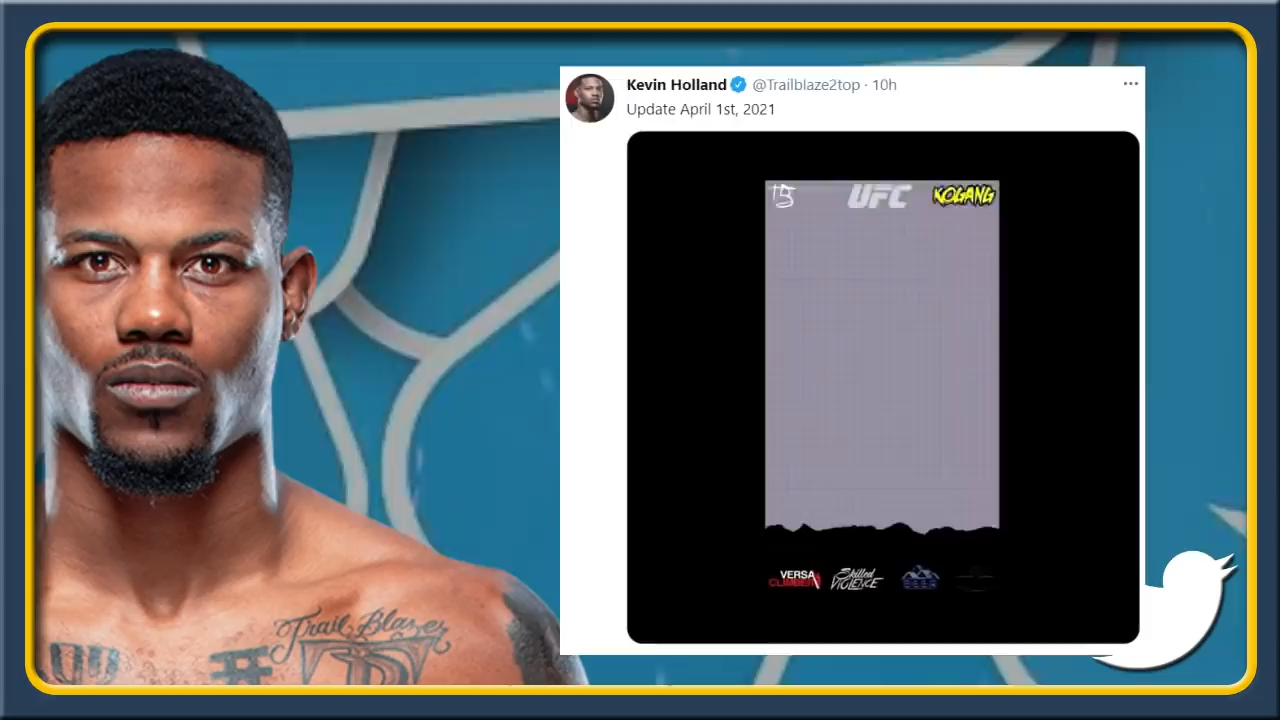 Kevin Holland @Trailblaze2top · 10h
Update April 1st, 2021
UFC KOGANG
VERSA
CLIMBER
Skilled
VIOLENCE
Trail Blazer